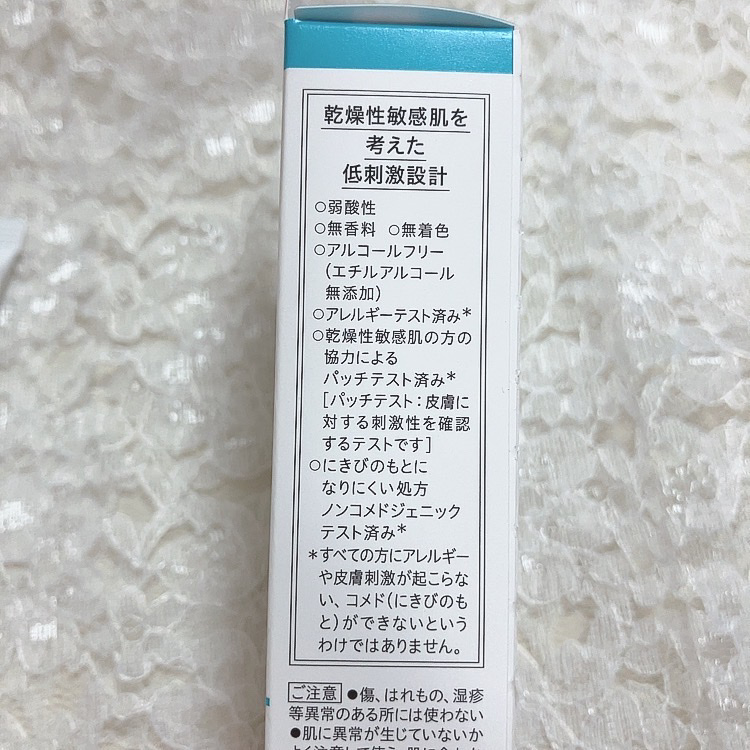 乾燥性敏感肌を
考えた
低刺激設計
○弱酸性
○無香料 ○無着色
○アルコールフリー
(エチルアルコール
無添加)
○アレルギーテスト済み*
○乾燥性敏感肌の方の
協力による
パッチテスト済み*
[パッチテスト:皮膚に
対する刺激性を確認
するテストです]
○にきびのもとに
なりにくい処方
ノンコメドジェニック
テスト済み*
*すべての方にアレルギー
や皮膚刺激が起こらな
い、コメド(にきびのも
と)ができないという
わけではありません。
ご注意 ●傷、はれもの、湿疹
等異常のある所には使わない
●肌に異常が生じていないか